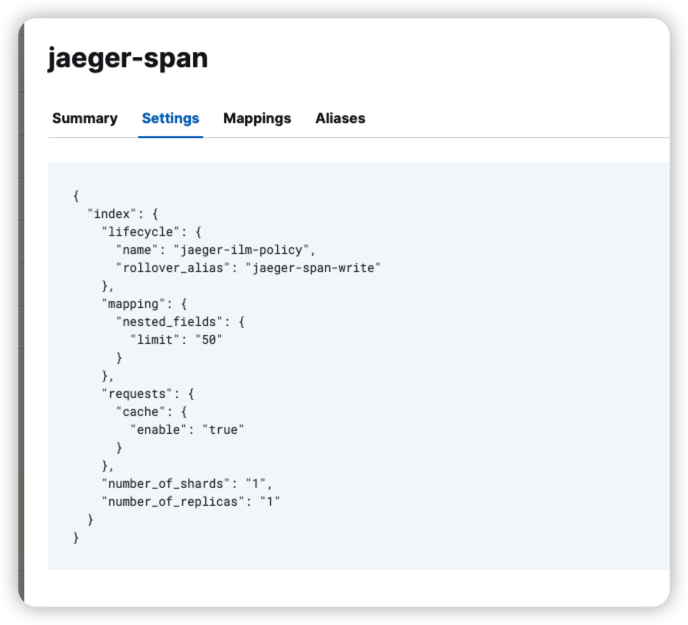 jaeger-span
Summary Settings Mappings Aliases
{
  "index": {
    "lifecycle": {
      "name": "jaeger-ilm-policy",
      "rollover_alias": "jaeger-span-write"
    },
    "mapping": {
      "nested_fields": {
        "limit": "50"
      }
    },
    "requests": {
      "cache": {
        "enable": "true"
      }
    },
    "number_of_shards": "1",
    "number_of_replicas": "1"
  }
}